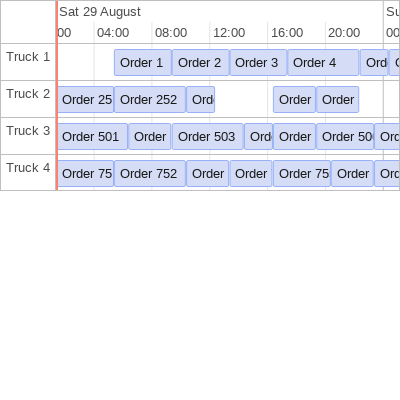 Sat 29 August Su
00 04:00 08:00 12:00 16:00 20:00 00
Truck 1 Order 1 Order 2 Order 3 Order 4 Ord
Truck 2 Order 25 Order 252 Ord Order Order
Truck 3 Order 501 Order Order 503 Ord Order Order 50 Ord
Truck 4 Order 75 Order 752 Order Order Order 75 Order Ord